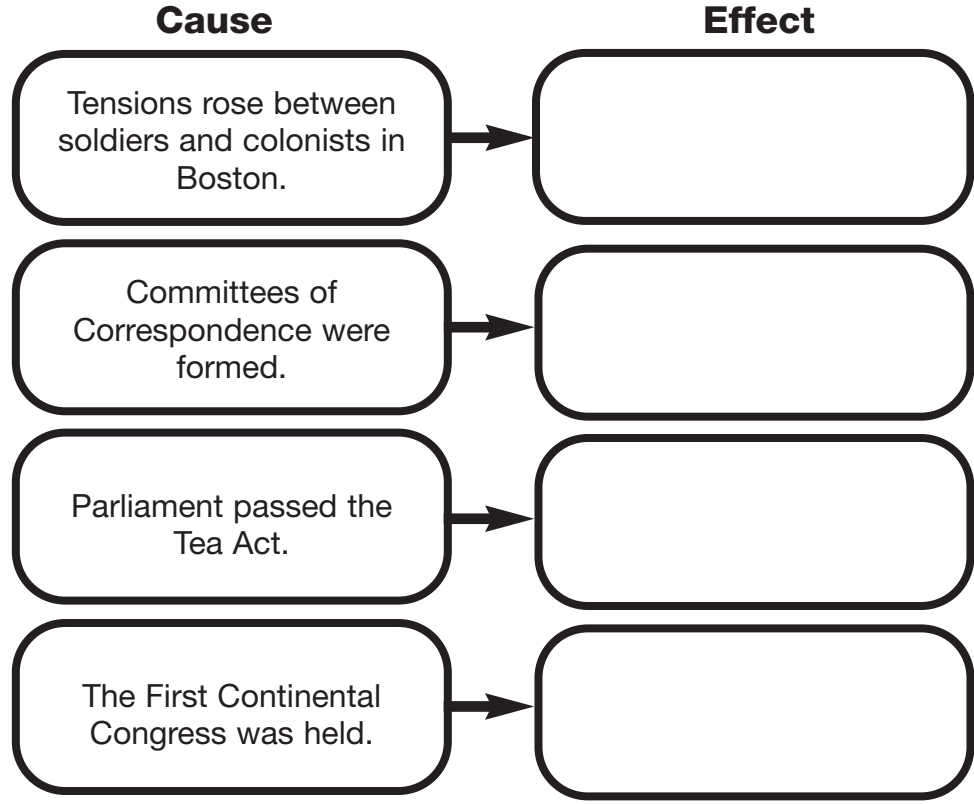 Cause
Effect
Tensions rose between
soldiers and colonists in
Boston.
Committees of
Correspondence were
formed.
Parliament passed the
Tea Act.
The First Continental
Congress was held.